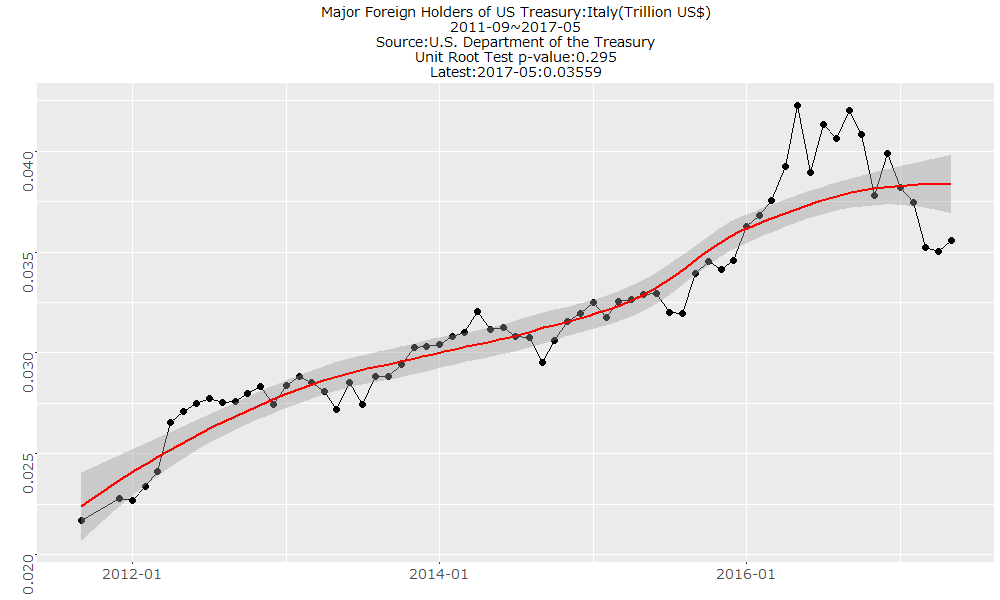 Major Foreign Holders of US Treasury:Italy(Trillion US$)
2011-09~2017-05
Source:U.S. Department of the Treasury
Unit Root Test p-value:0.295
Latest:2017-05:0.03559
0.040
0.035
0.030
0.025
0.020
2012-01
2014-01
2016-01